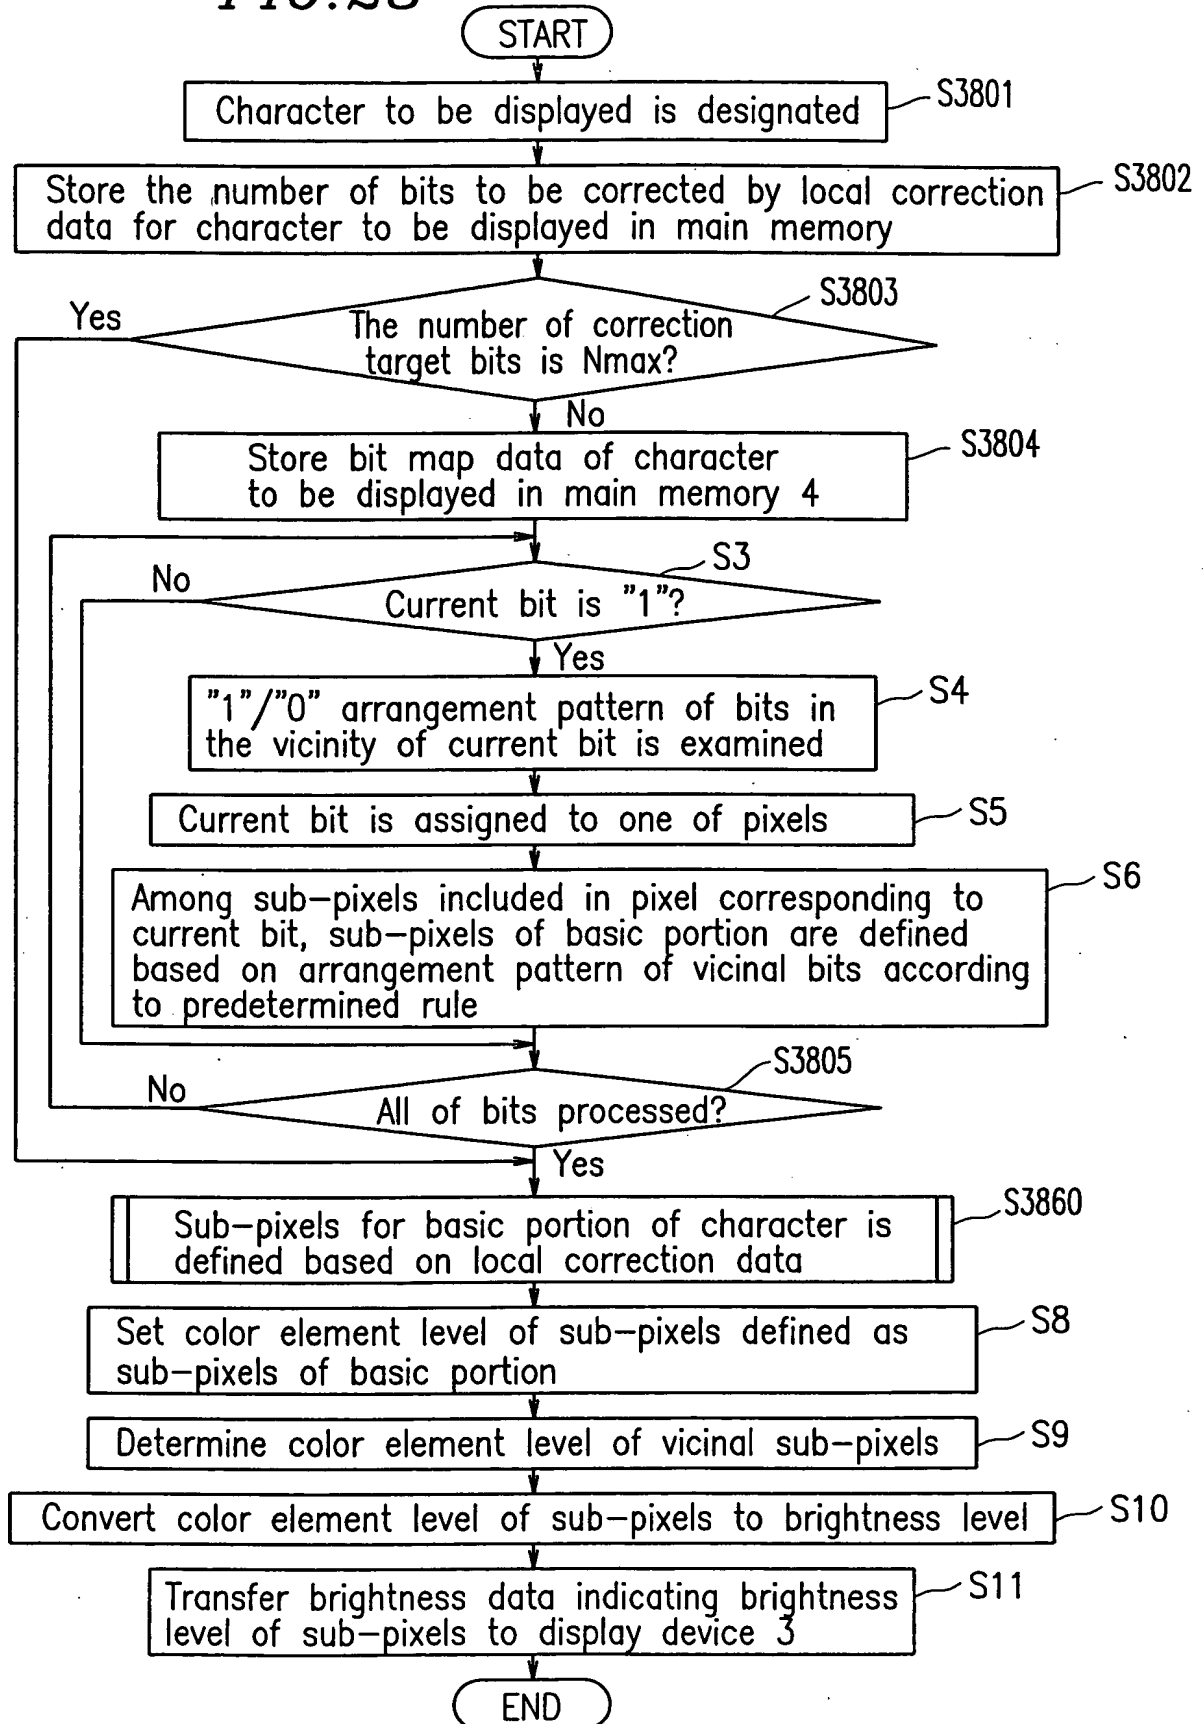 START
Character to be displayed is designated
S3801
Store the number of bits to be corrected by local correction
data for character to be displayed in main memory
S3802
S3803
Yes
The number of correction
target bits is Nmax?
No
S3804
Store bit map data of character
to be displayed in main memory 4
S3
No
Current bit is "1"?
Yes
S4
"1"/"0" arrangement pattern of bits in
the vicinity of current bit is examined
Current bit is assigned to one of pixels
S5
S6
Among sub-pixels included in pixel corresponding to
current bit, sub-pixels of basic portion are defined
based on arrangement pattern of vicinal bits according
to predetermined rule
S3805
No
All of bits processed?
Yes
S3860
Sub-pixels for basic portion of character is
defined based on local correction data
Set color element level of sub-pixels defined as
sub-pixels of basic portion
S8
Determine color element level of vicinal sub-pixels
S9
Convert color element level of sub-pixels to brightness level
S10
Transfer brightness data indicating brightness
level of sub-pixels to display device 3
S11
END